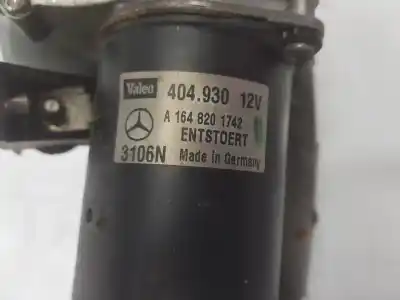 Valeo 404.930 12V
A 164 820 1742
ENTSTOERT
3106N Made in Germany